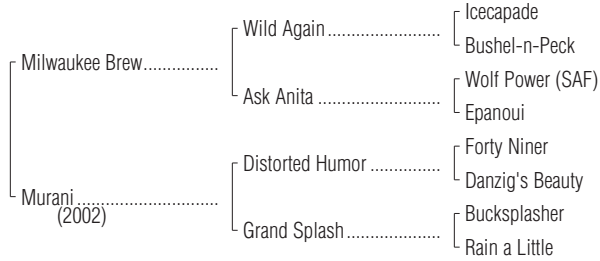 Icecapade
Wild Again
Bushel-n-Peck
Milwaukee Brew
Wolf Power (SAF)
Ask Anita
Epanoui
Forty Niner
Distorted Humor
Danzig's Beauty
Murani
(2002)
Bucksplasher
Grand Splash
Rain a Little